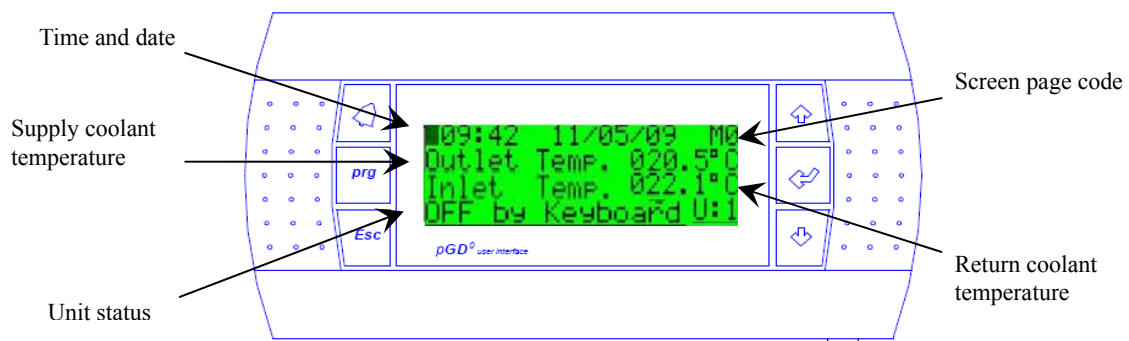 Time and date
Supply coolant
temperature
Unit status
prg
Esc
09:42 11/05/09 M0
Outlet Temp. 020.5°C
Inlet Temp. 022.1°C
OFF by Keyboard U:1
pGD0 user interface
Screen page code
Return coolant
temperature